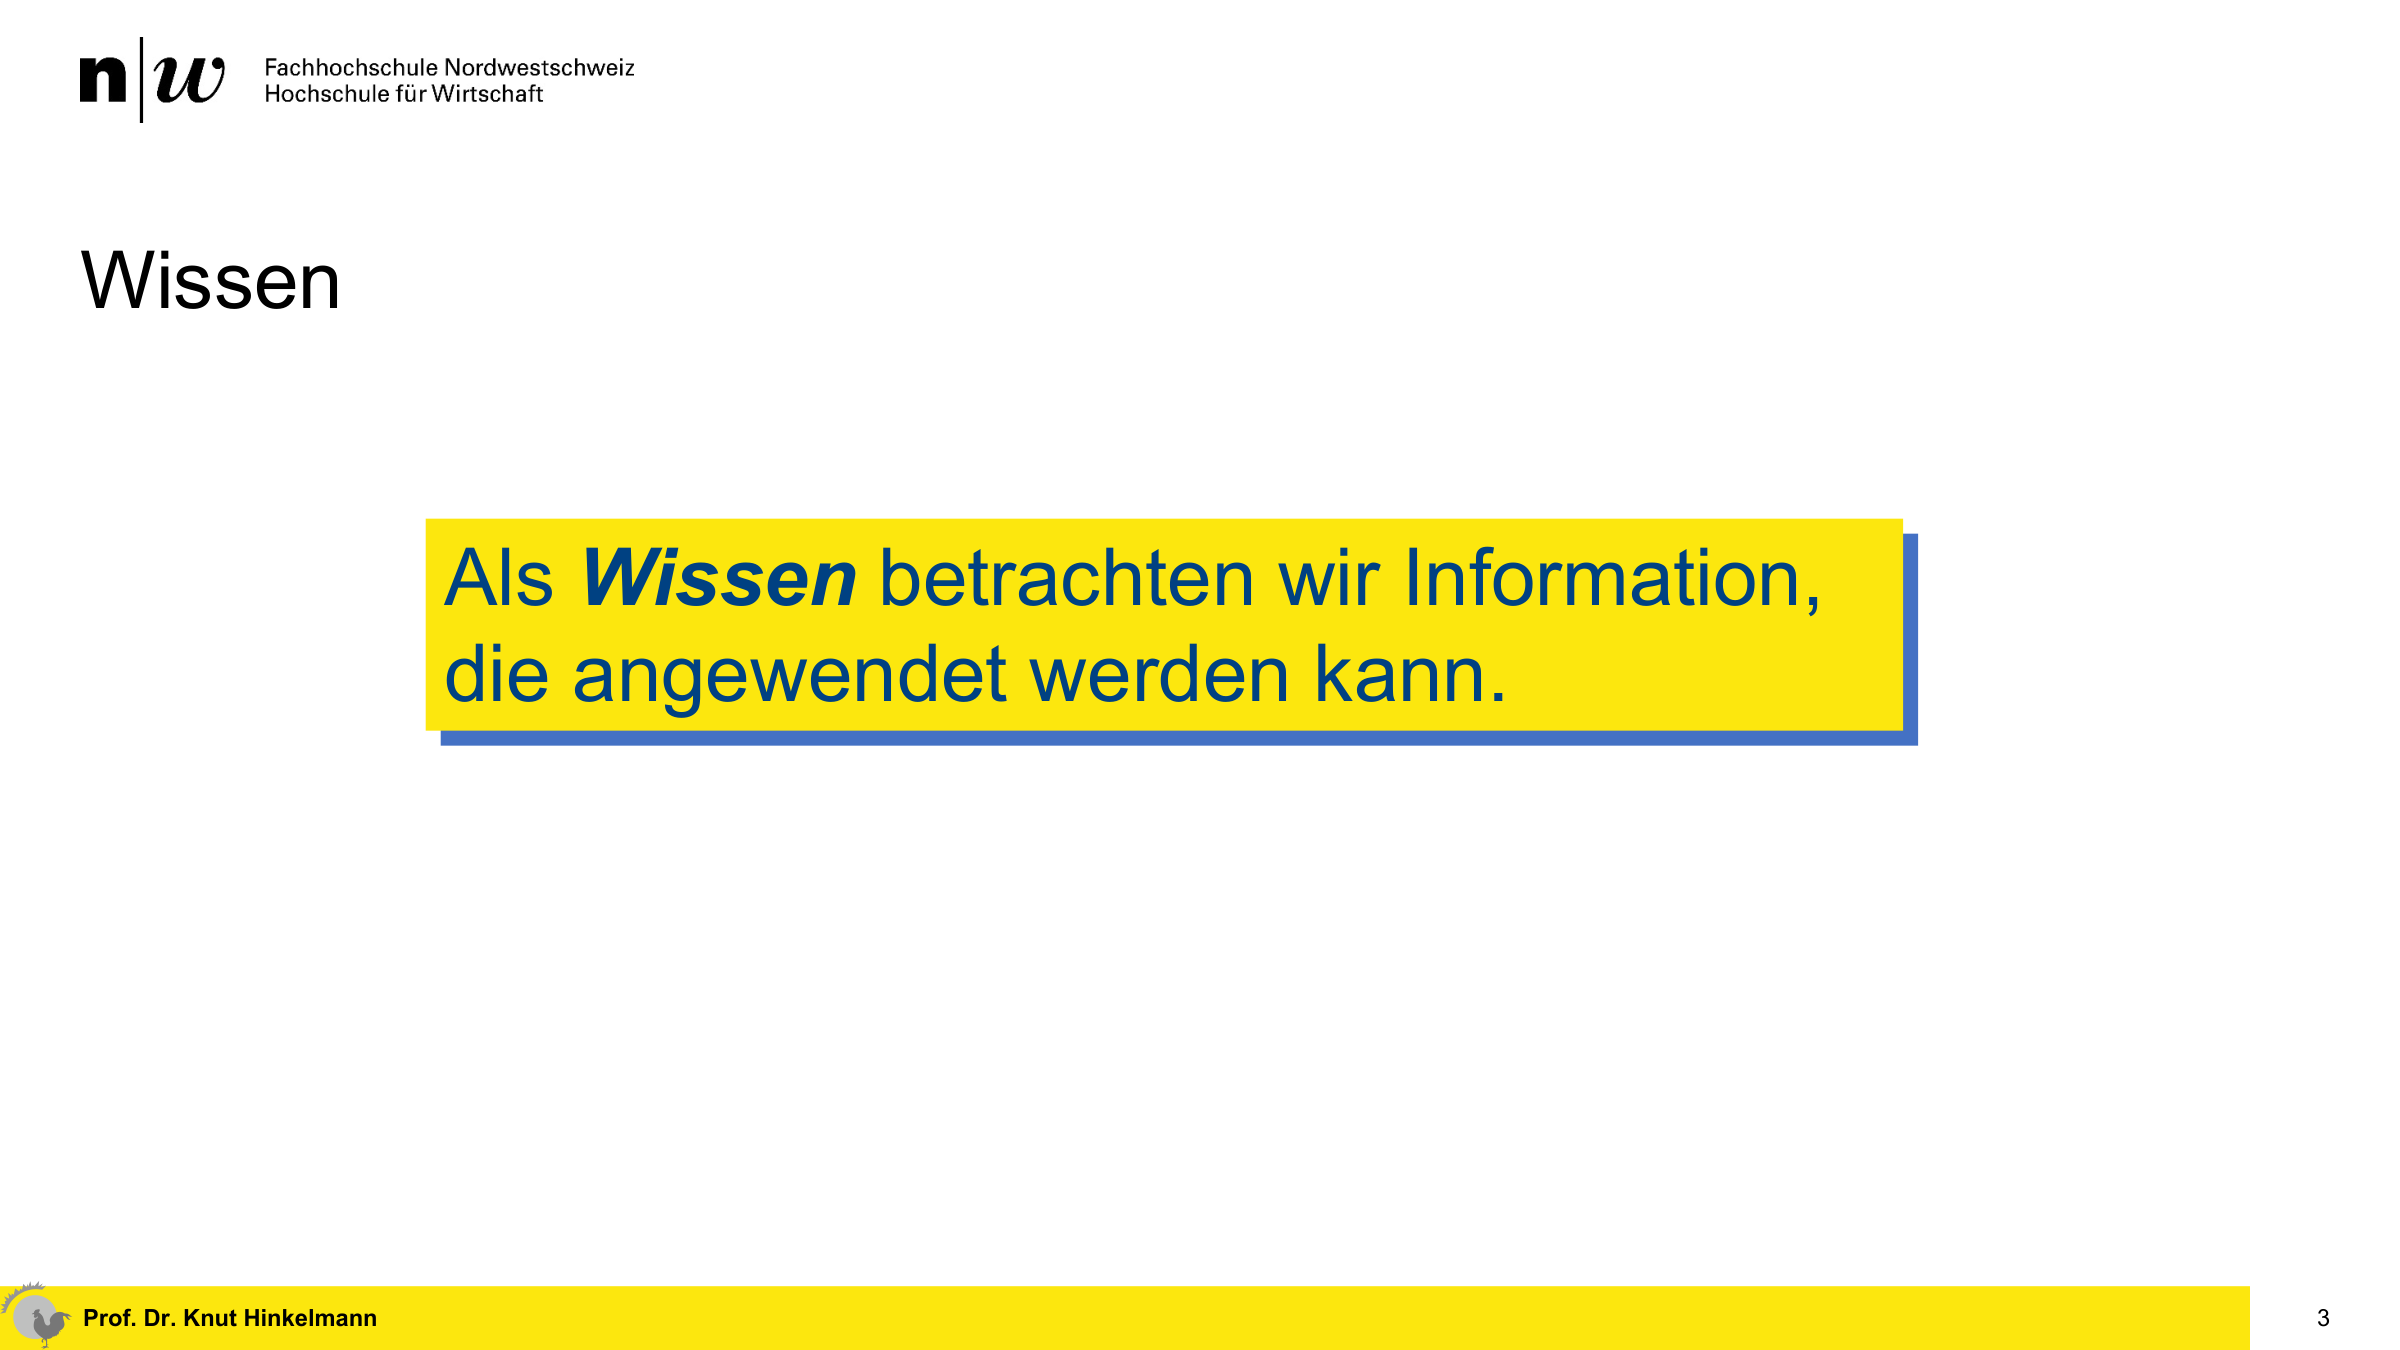 n|w Fachhochschule Nordwestschweiz
Hochschule für Wirtschaft
Wissen
Als Wissen betrachten wir Information,
die angewendet werden kann.
Prof. Dr. Knut Hinkelmann
3